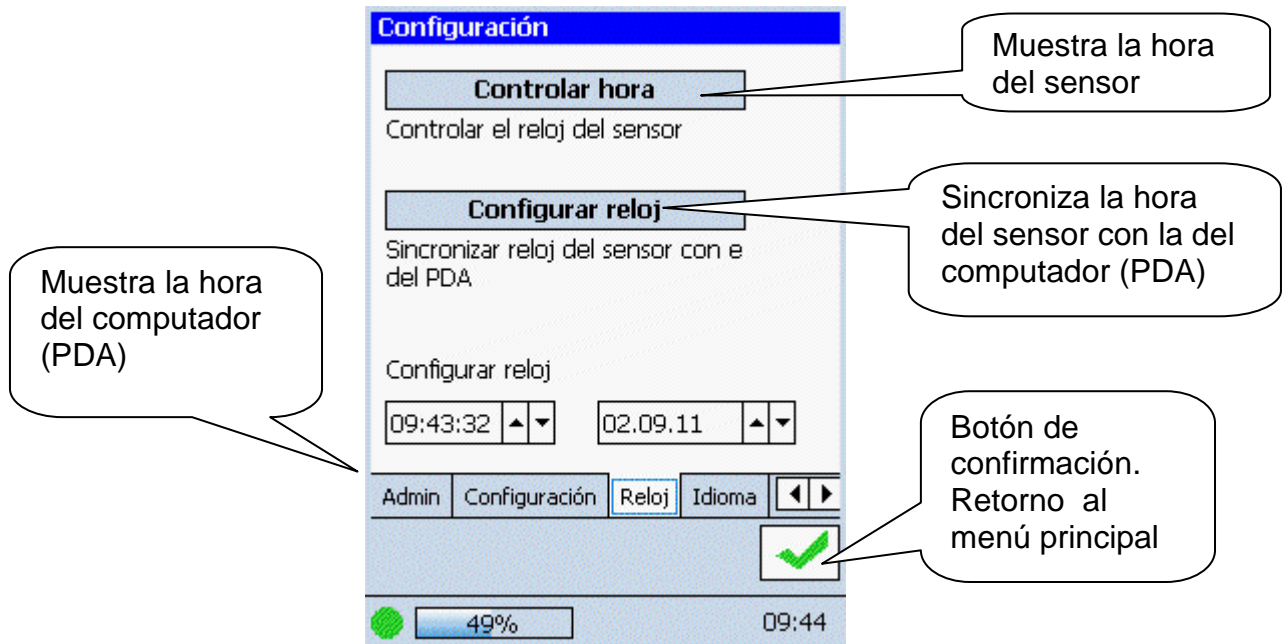 Configuración
Controlar hora
Controlar el reloj del sensor
Configurar reloj
Sincronizar reloj del sensor con e
del PDA
Configurar reloj
09:43:32
02.09.11
Admin
Configuración
Reloj
Idioma
49%
09:44
Muestra la hora
del sensor
Sincroniza la hora
del sensor con la del
computador (PDA)
Muestra la hora
del computador
(PDA)
Botón de
confirmación.
Retorno al
menú principal